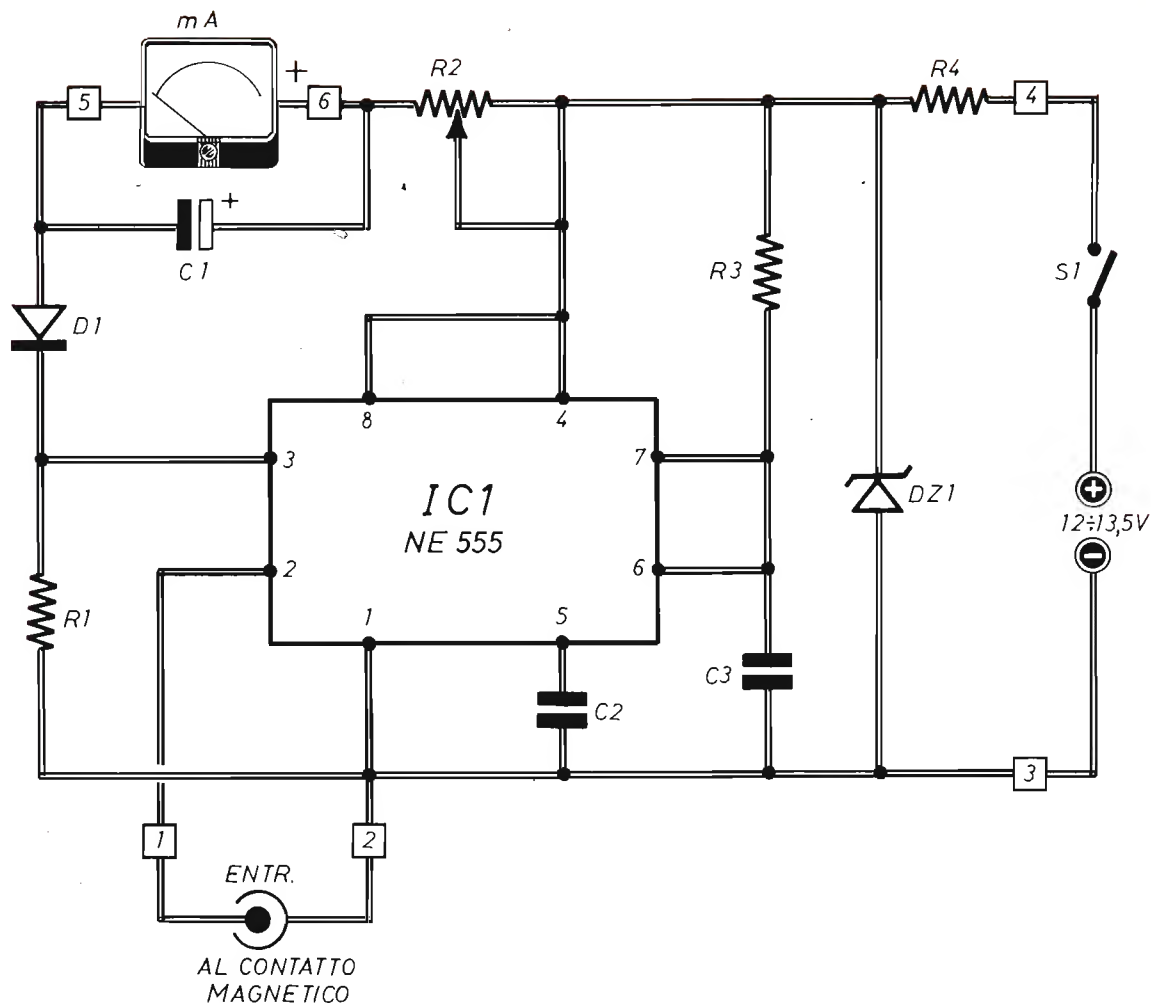 mA
5
+
6
R2
R4
4
+
C1
R3
S1
D1
8
4
3
7
IC1
NE 555
DZ1
+
12÷13,5V
−
2
6
R1
1
5
C3
C2
3
1
2
ENTR.
AL CONTATTO
MAGNETICO